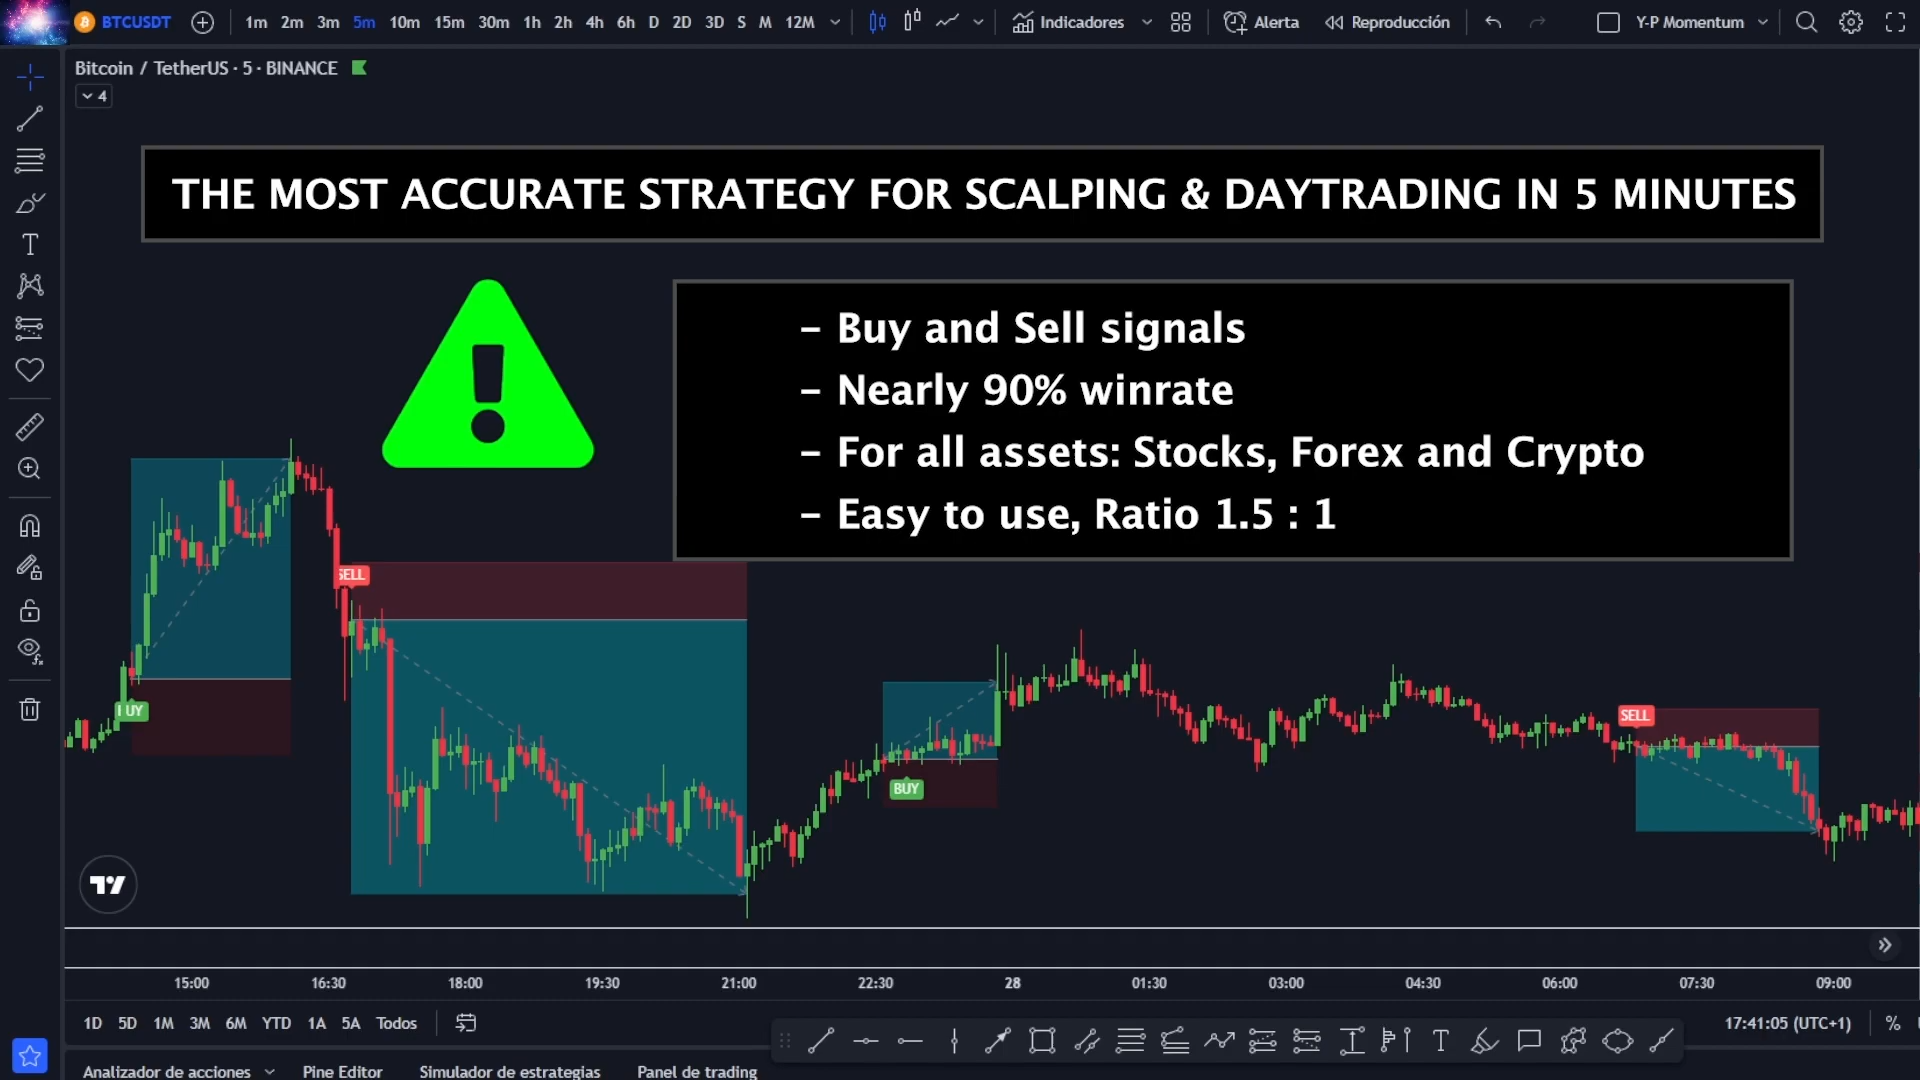 BTCUSDT 1m 2m 3m 5m 10m 15m 30m 1h 2h 4h 6h D 2D 3D S M 12M Indicadores Alerta Reproducción Y-P Momentum
Bitcoin / TetherUS · 5 · BINANCE
4
THE MOST ACCURATE STRATEGY FOR SCALPING & DAYTRADING IN 5 MINUTES
- Buy and Sell signals
- Nearly 90% winrate
- For all assets: Stocks, Forex and Crypto
- Easy to use, Ratio 1.5 : 1
SELL
UY
SELL
BUY
15:00 16:30 18:00 19:30 21:00 22:30 28 01:30 03:00 04:30 06:00 07:30 09:00
1D 5D 1M 3M 6M YTD 1A 5A Todos 17:41:05 (UTC+1) %
Analizador de acciones Pine Editor Simulador de estrategias Panel de trading